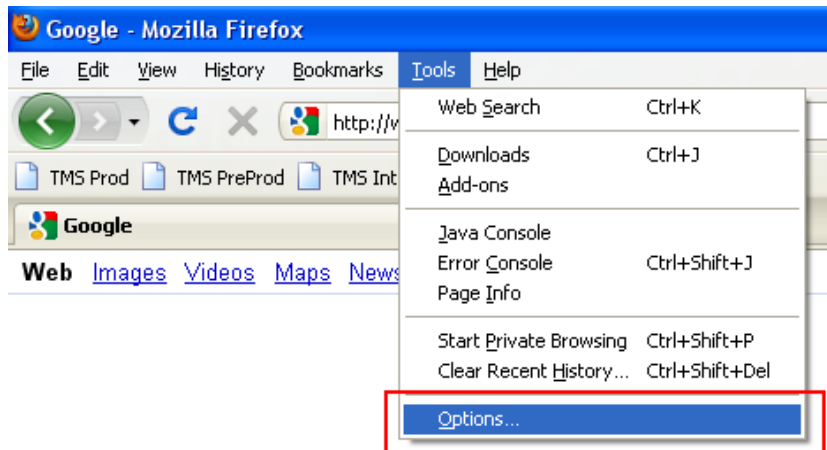 Google - Mozilla Firefox
File Edit View History Bookmarks Tools Help
http://
TMS Prod TMS PreProd TMS Int
Google
Web Images Videos Maps News
Web Search Ctrl+K
Downloads Ctrl+J
Add-ons
Java Console
Error Console Ctrl+Shift+J
Page Info
Start Private Browsing Ctrl+Shift+P
Clear Recent History... Ctrl+Shift+Del
Options...